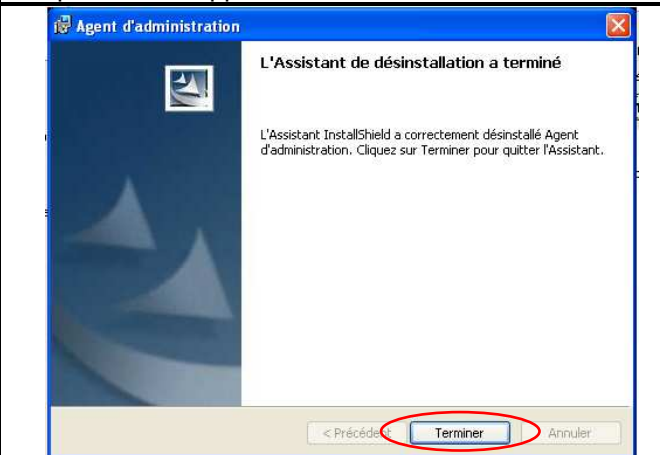 Agent d'administration
L'Assistant de désinstallation a terminé
L'Assistant InstallShield a correctement désinstallé Agent
d'administration. Cliquez sur Terminer pour quitter l'Assistant.
< Précédent Terminer Annuler